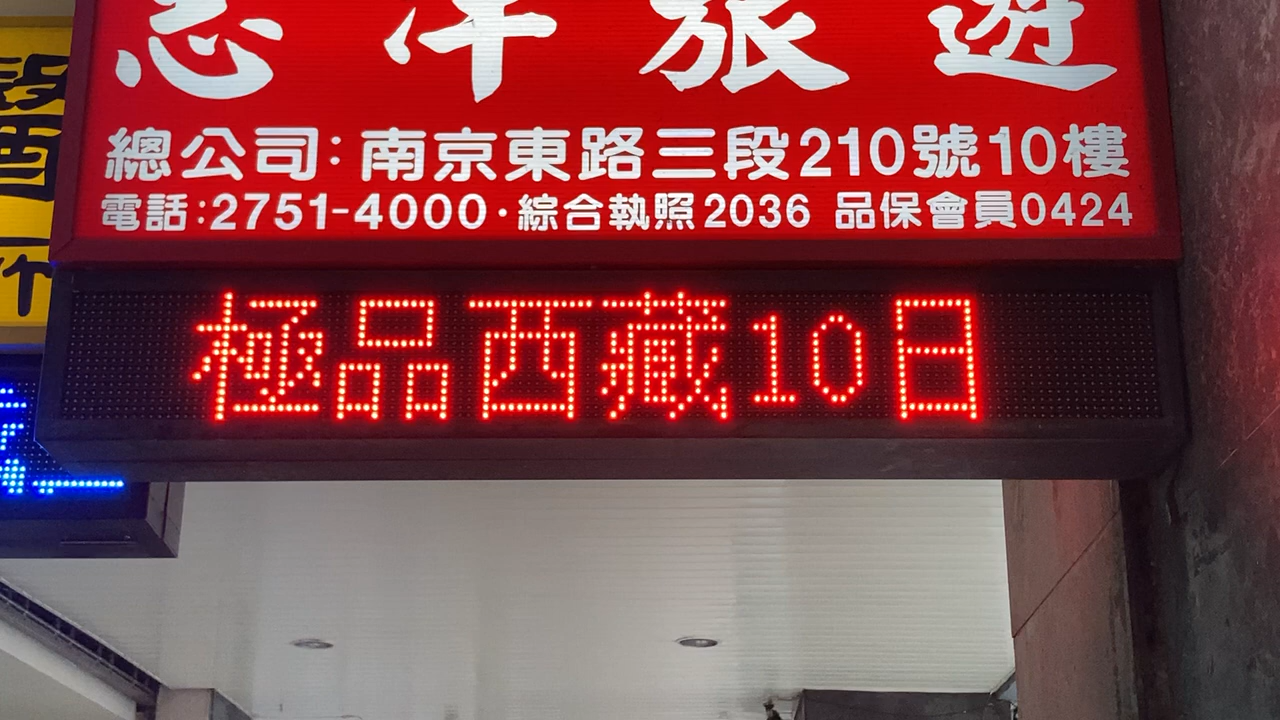 旅遊
總公司：南京東路三段210號10樓
電話：2751-4000·綜合執照2036 品保會員0424
極品西藏10日